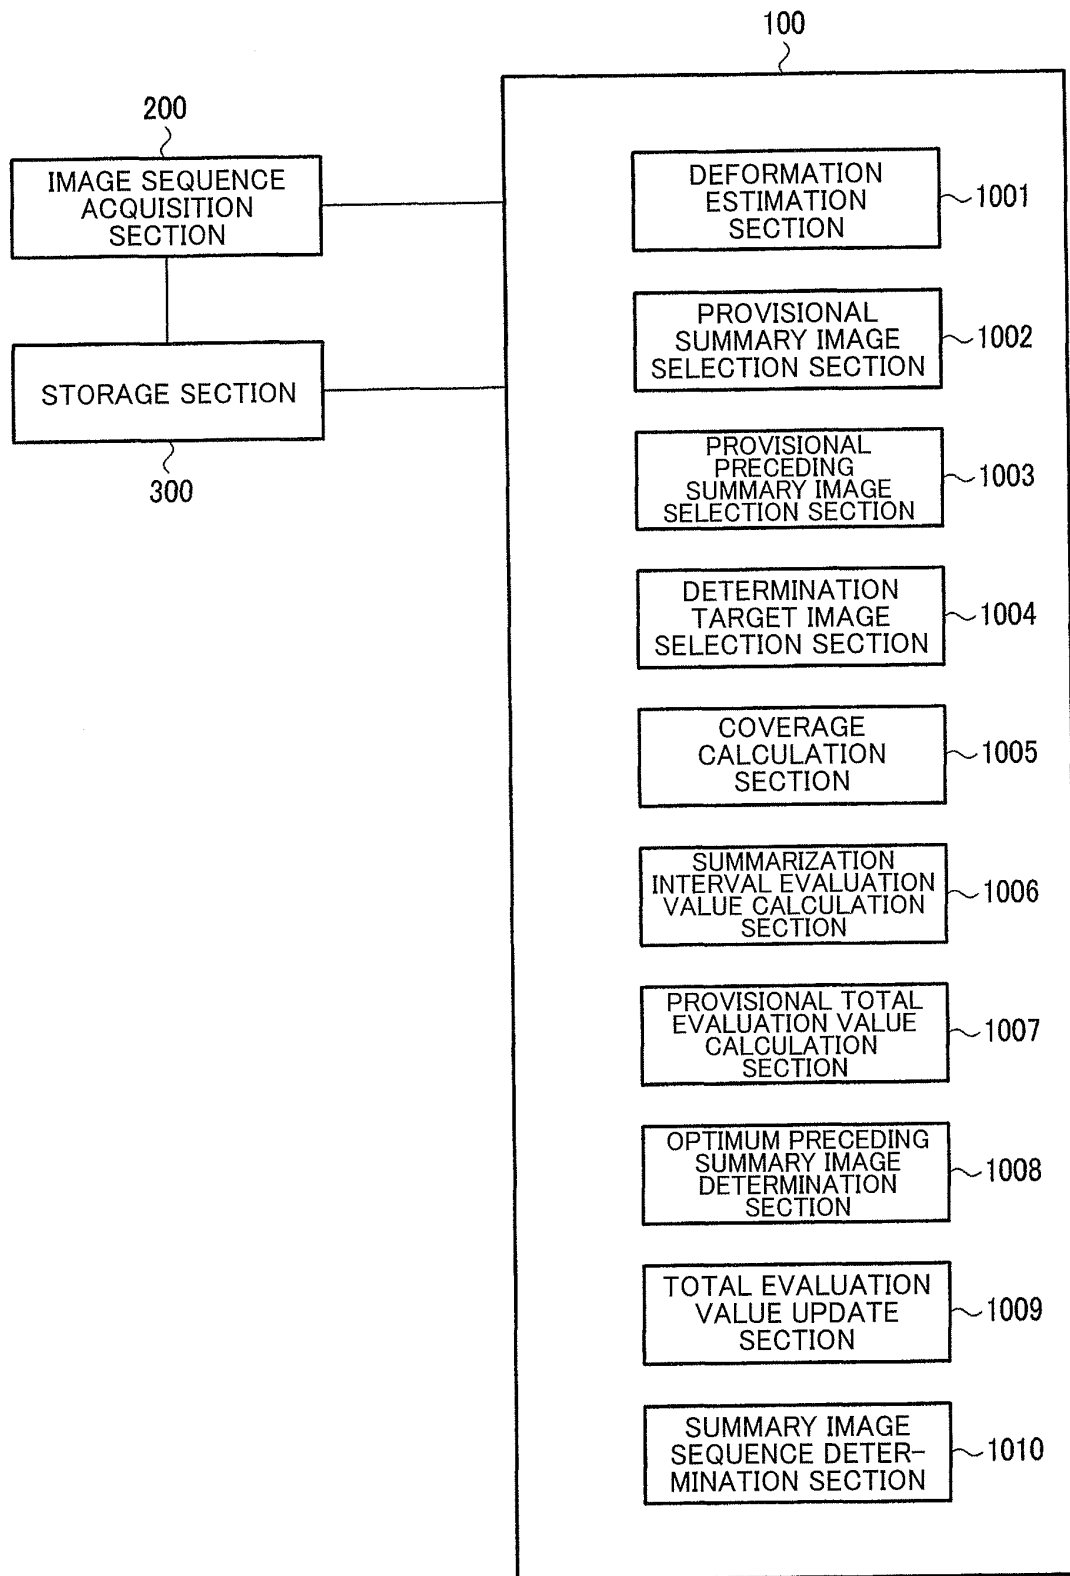 100
200
IMAGE SEQUENCE
ACQUISITION
SECTION
STORAGE SECTION
300
DEFORMATION
ESTIMATION
SECTION
1001
PROVISIONAL
SUMMARY IMAGE
SELECTION SECTION
1002
PROVISIONAL
PRECEDING
SUMMARY IMAGE
SELECTION SECTION
1003
DETERMINATION
TARGET IMAGE
SELECTION SECTION
1004
COVERAGE
CALCULATION
SECTION
1005
SUMMARIZATION
INTERVAL EVALUATION
VALUE CALCULATION
SECTION
1006
PROVISIONAL TOTAL
EVALUATION VALUE
CALCULATION
SECTION
1007
OPTIMUM PRECEDING
SUMMARY IMAGE
DETERMINATION
SECTION
1008
TOTAL EVALUATION
VALUE UPDATE
SECTION
1009
SUMMARY IMAGE
SEQUENCE DETER-
MINATION SECTION
1010